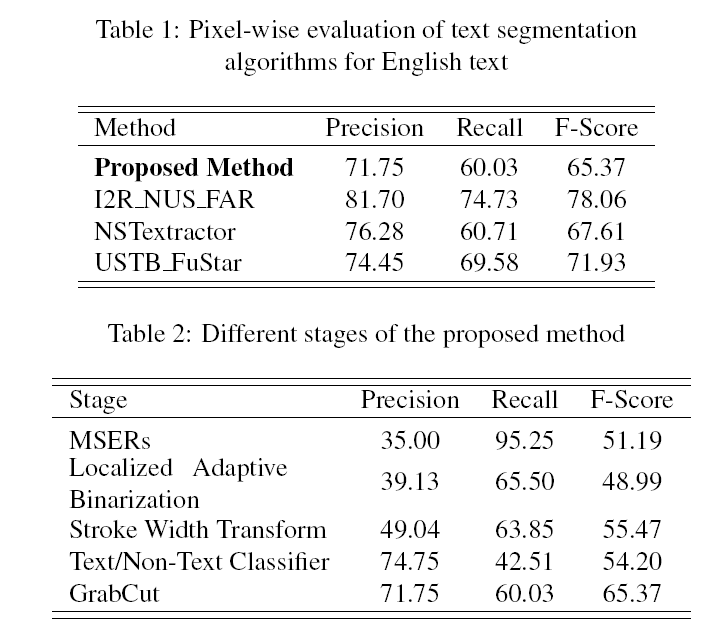 Table 1: Pixel-wise evaluation of text segmentation
algorithms for English text
Method Precision Recall F-Score
Proposed Method 71.75 60.03 65.37
I2R_NUS_FAR 81.70 74.73 78.06
NSTextractor 76.28 60.71 67.61
USTB_FuStar 74.45 69.58 71.93
Table 2: Different stages of the proposed method
Stage Precision Recall F-Score
MSERs 35.00 95.25 51.19
Localized Adaptive
Binarization 39.13 65.50 48.99
Stroke Width Transform 49.04 63.85 55.47
Text/Non-Text Classifier 74.75 42.51 54.20
GrabCut 71.75 60.03 65.37